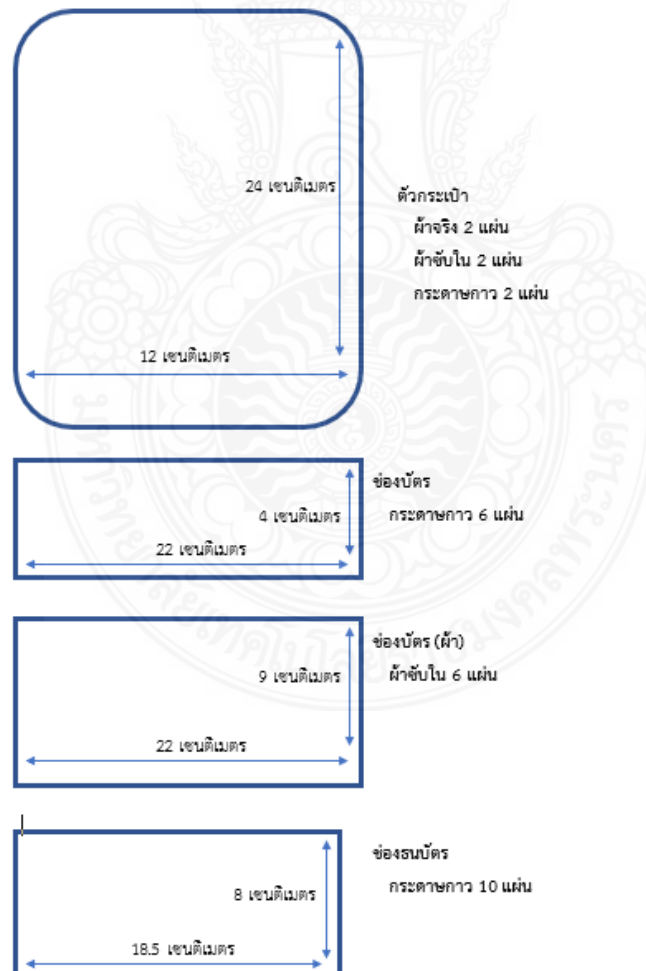 24 เซนติเมตร
ตัวกระเป๋า
ผ้าจริง 2 แผ่น
ผ้าซับใน 2 แผ่น
กระดาษกาว 2 แผ่น
12 เซนติเมตร
ช่องบัตร
4 เซนติเมตร
กระดาษกาว 6 แผ่น
22 เซนติเมตร
ช่องบัตร (ผ้า)
9 เซนติเมตร
ผ้าซับใน 6 แผ่น
22 เซนติเมตร
ช่องธนบัตร
8 เซนติเมตร
กระดาษกาว 10 แผ่น
18.5 เซนติเมตร